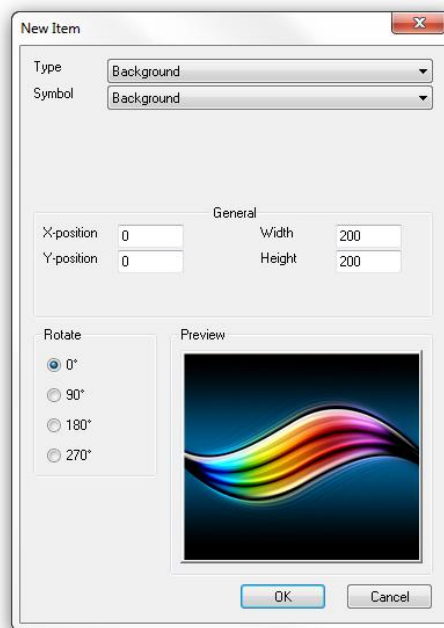 New Item
Type Background
Symbol Background
General
X-position 0 Width 200
Y-position 0 Height 200
Rotate Preview
0°
90°
180°
270°
OK Cancel